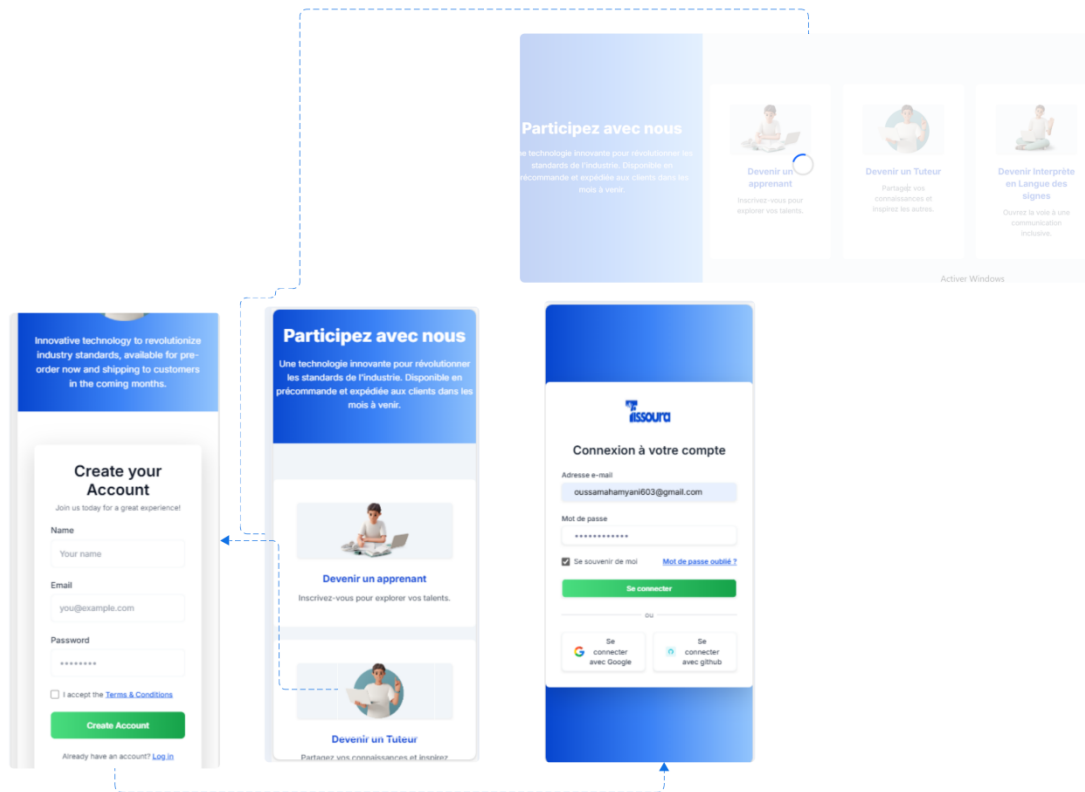 Participez avec nous
ne technologie innovante pour révolutionner les
standards de l'industrie. Disponible en
récommande et expédiée aux clients dans les
mois à venir.
Devenir un
apprenant
Inscrivez-vous pour
explorer vos talents.
Devenir un Tuteur
Partagez vos
connaissances et
inspirez les autres.
Devenir Interprète
en Langue des
signes
Ouvrez la voie à une
communication
inclusive.
Activer Windows
Innovative technology to revolutionize
industry standards, available for pre-
order now and shipping to customers
in the coming months.
Create your
Account
Join us today for a great experience!
Name
Your name
Email
you@example.com
Password
••••••••
I accept the Terms & Conditions
Create Account
Already have an account? Log in
Participez avec nous
Une technologie innovante pour révolutionner
les standards de l'industrie. Disponible en
précommande et expédiée aux clients dans les
mois à venir.
Devenir un apprenant
Inscrivez-vous pour explorer vos talents.
Devenir un Tuteur
Partagez vos connaissances et inspirez
Tissoura
Connexion à votre compte
Adresse e-mail
oussamahamyani603@gmail.com
Mot de passe
••••••••••••
Se souvenir de moi
Mot de passe oublié ?
Se connecter
ou
Se
connecter
avec Google
Se
connecter
avec github